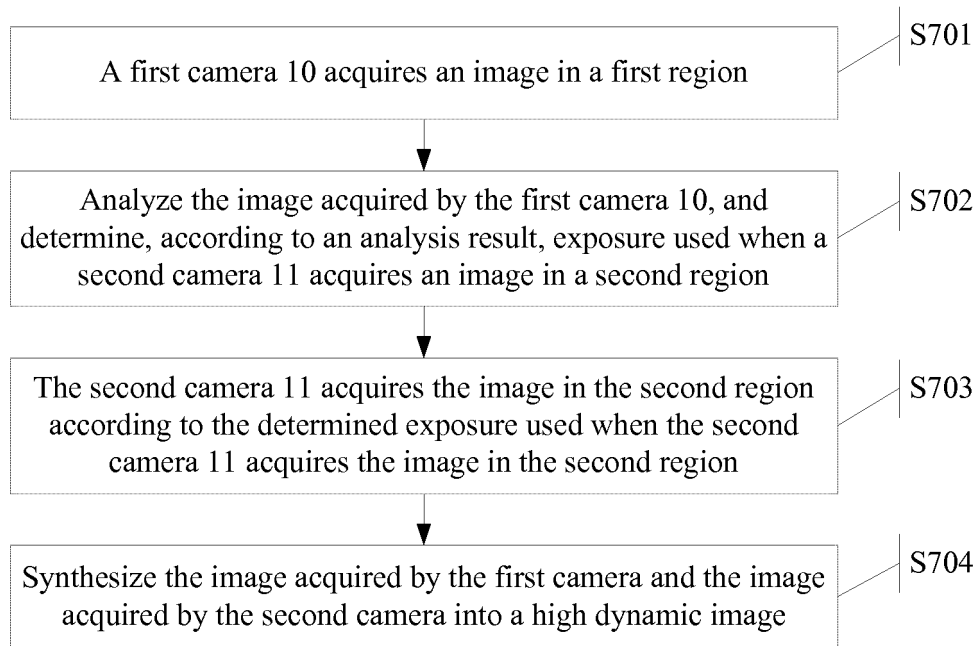 S701
A first camera 10 acquires an image in a first region
S702
Analyze the image acquired by the first camera 10, and
determine, according to an analysis result, exposure used when a
second camera 11 acquires an image in a second region
S703
The second camera 11 acquires the image in the second region
according to the determined exposure used when the second
camera 11 acquires the image in the second region
S704
Synthesize the image acquired by the first camera and the image
acquired by the second camera into a high dynamic image